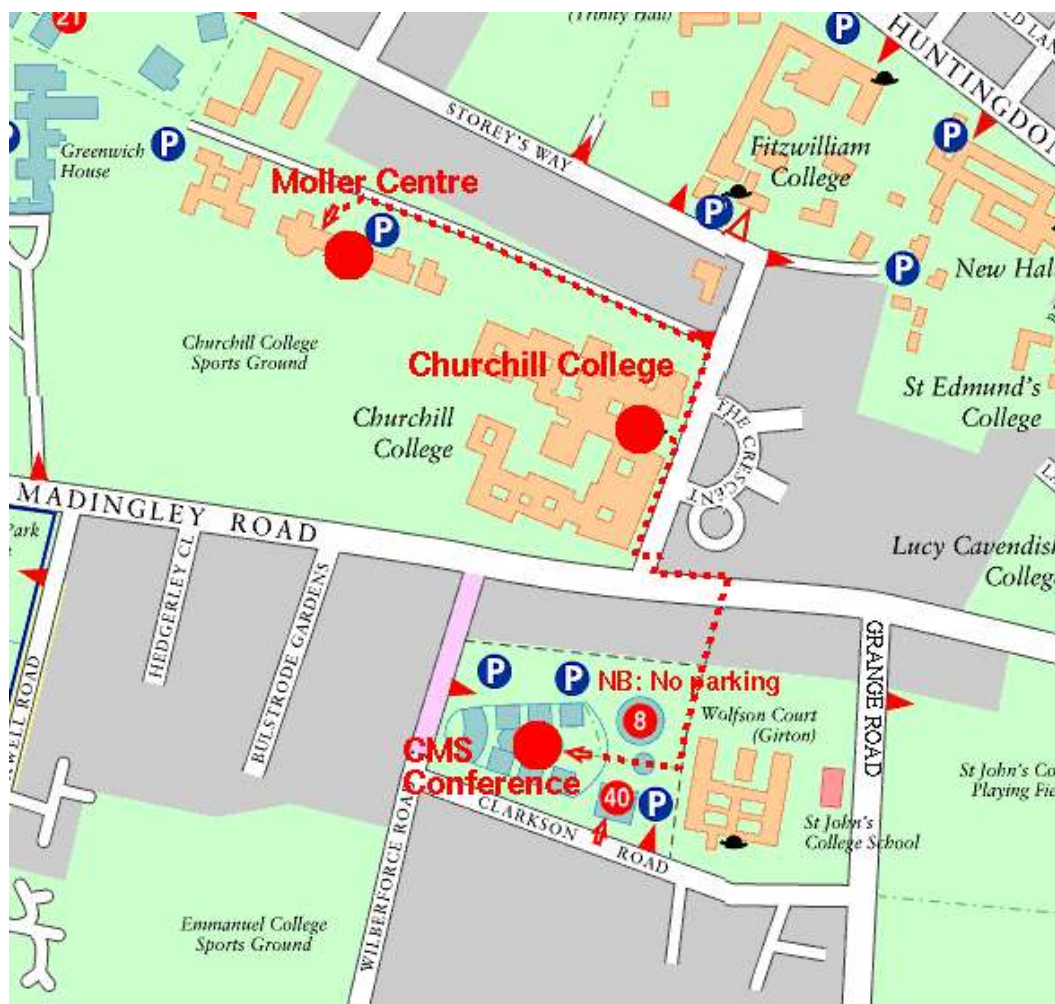 21
(Trinity Hall)
P
HUNTINGDON
STOREY'S WAY
P
P
P
Greenwich
House
Fitzwilliam
College
Moller Centre
P
P
P
New Hal
Churchill College
Sports Ground
Churchill College
St Edmund's
College
THE CRESCENT
Churchill
College
MADINGLEY ROAD
Park
HEDGERLEY CL
BULSTRODE GARDENS
Lucy Cavendish
College
GRANGE ROAD
P
P
NB: No parking
8
Wolfson Court
(Girton)
CMS
Conference
40
P
CLARKSON ROAD
St John's
College School
St John's Co
Playing Fie
WILBERFORCE ROAD
Emmanuel College
Sports Ground